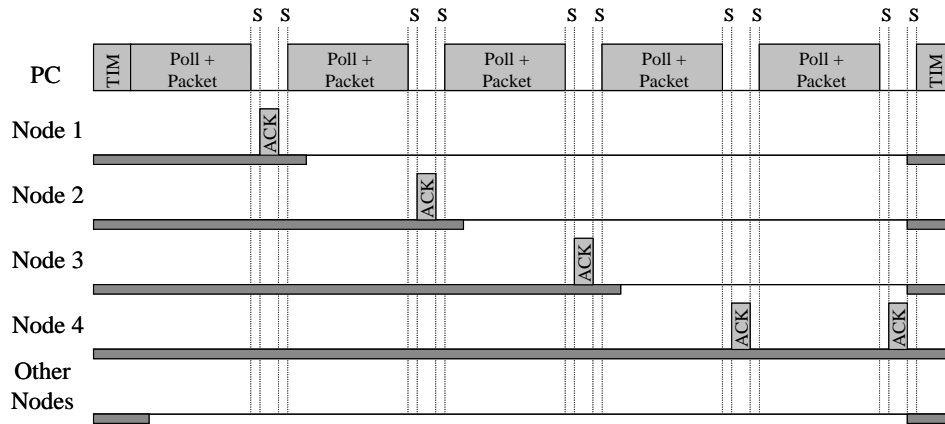 S S S S S S S S S S
PC TIM Poll + Packet Poll + Packet Poll + Packet Poll + Packet Poll + Packet TIM
Node 1 ACK
Node 2 ACK
Node 3 ACK
Node 4 ACK ACK
Other
Nodes